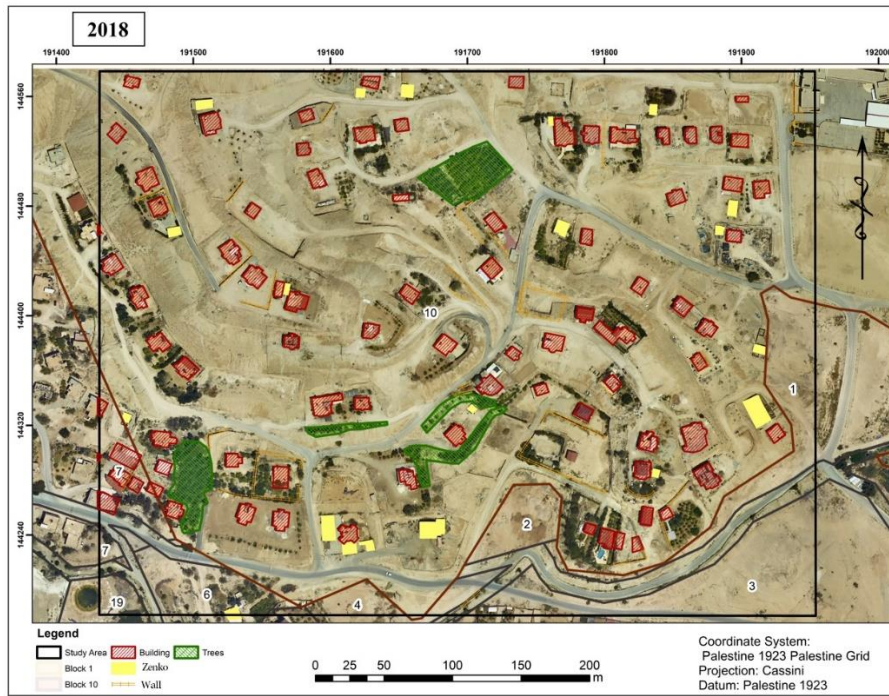 2018
191400 191500 191600 191700 191800 191900 192000
144560
144480
144400
144320
144240
10
1
7
2
7
3
19
6
4
Legend
Study Area Building Trees
Block 1 Zenko
Block 10 Wall
0 25 50 100 150 200
m
Coordinate System:
Palestine 1923 Palestine Grid
Projection: Cassini
Datum: Palestine 1923